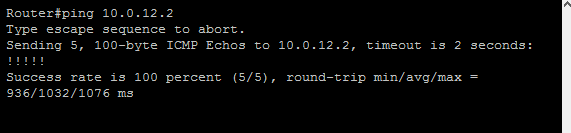 Router#ping 10.0.12.2
Type escape sequence to abort.
Sending 5, 100-byte ICMP Echos to 10.0.12.2, timeout is 2 seconds:
!!!!!
Success rate is 100 percent (5/5), round-trip min/avg/max =
936/1032/1076 ms